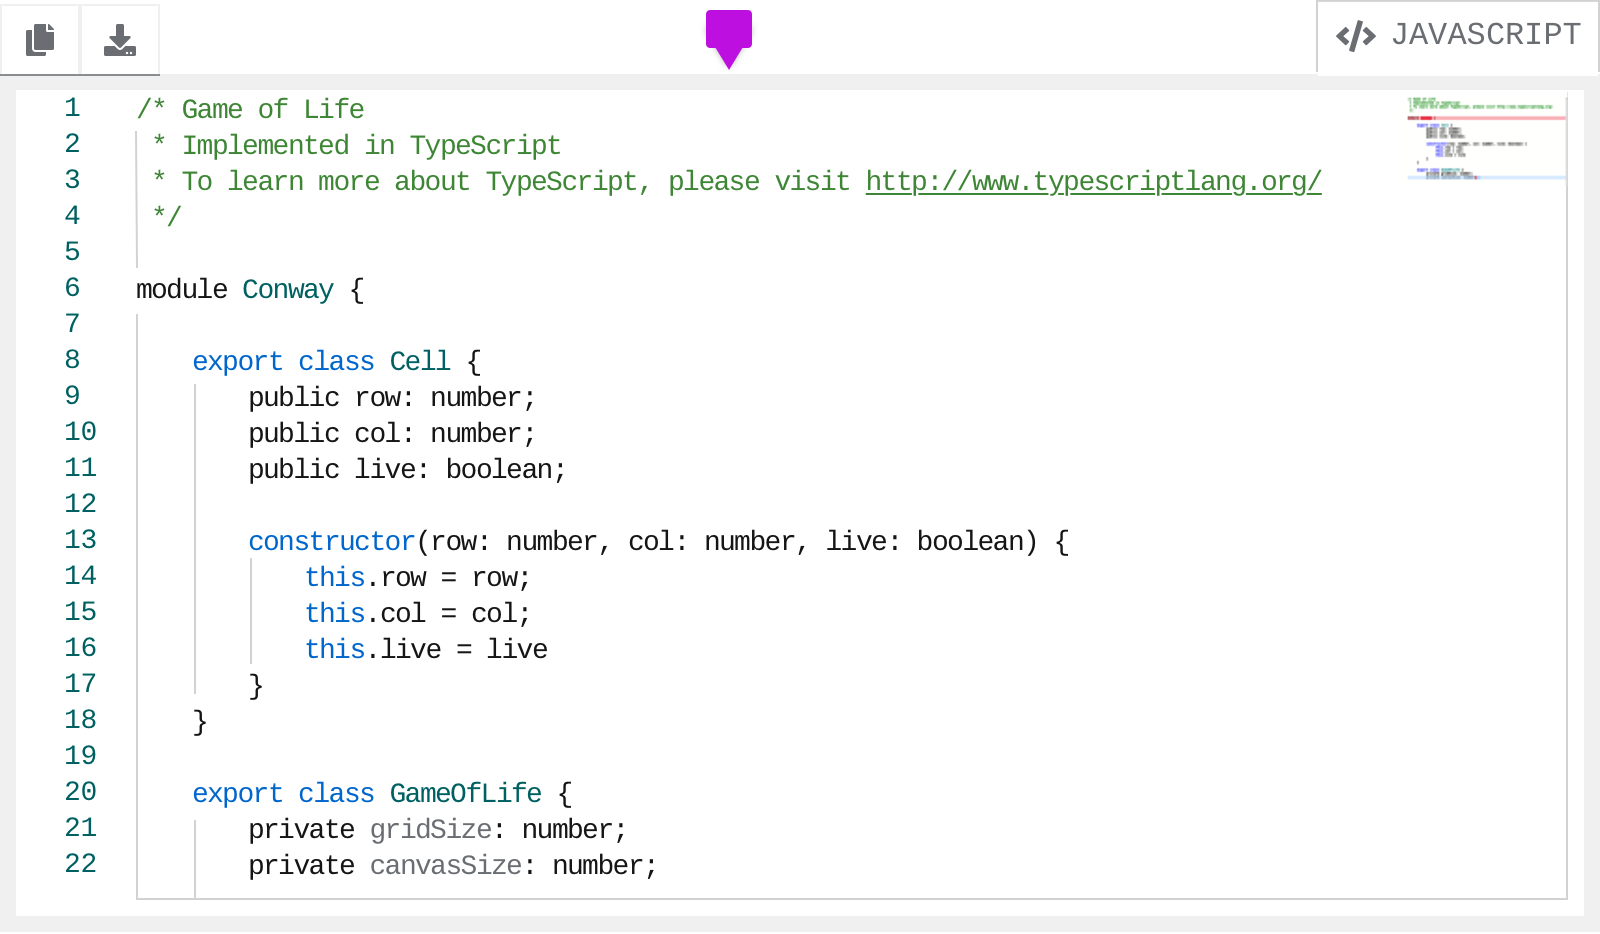 JAVASCRIPT
1 /* Game of Life
2  * Implemented in TypeScript
3  * To learn more about TypeScript, please visit http://www.typescriptlang.org/
4  */
5
6 module Conway {
7
8     export class Cell {
9         public row: number;
10         public col: number;
11         public live: boolean;
12
13         constructor(row: number, col: number, live: boolean) {
14             this.row = row;
15             this.col = col;
16             this.live = live
17         }
18     }
19
20     export class GameOfLife {
21         private gridSize: number;
22         private canvasSize: number;